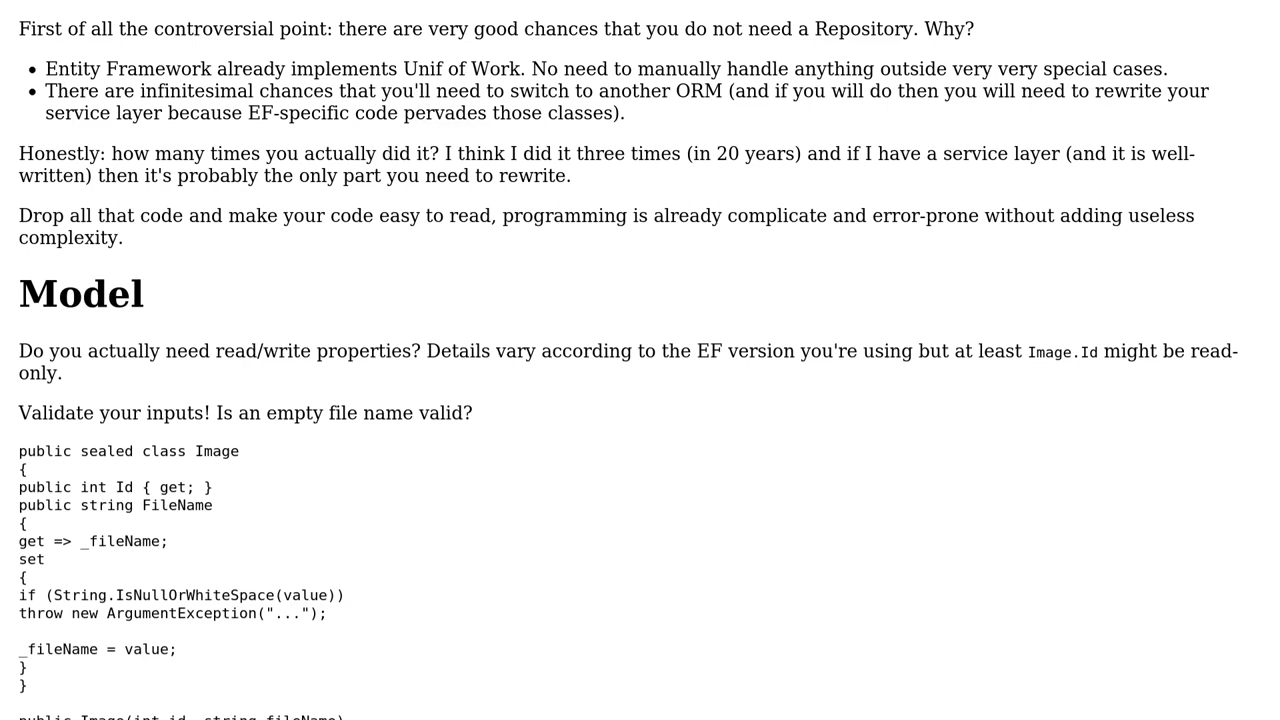 First of all the controversial point: there are very good chances that you do not need a Repository. Why?
• Entity Framework already implements Unif of Work. No need to manually handle anything outside very very special cases.
• There are infinitesimal chances that you'll need to switch to another ORM (and if you will do then you will need to rewrite your
service layer because EF-specific code pervades those classes).
Honestly: how many times you actually did it? I think I did it three times (in 20 years) and if I have a service layer (and it is well-
written) then it's probably the only part you need to rewrite.
Drop all that code and make your code easy to read, programming is already complicate and error-prone without adding useless
complexity.
Model
Do you actually need read/write properties? Details vary according to the EF version you're using but at least Image.Id might be read-
only.
Validate your inputs! Is an empty file name valid?
public sealed class Image
{
public int Id { get; }
public string FileName
{
get => _fileName;
set
{
if (String.IsNullOrWhiteSpace(value))
throw new ArgumentException("...");
_fileName = value;
}
}
public Image(int id, string fileName)